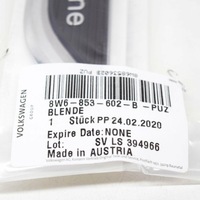 ne
8W6-853-602-B -PUZ
BLENDE
1 Stück PP 24.02.2020
Expire Date: NONE
Lot: SV LS 394966
Made in AUSTRIA
VOLKSWAGEN
GROUP